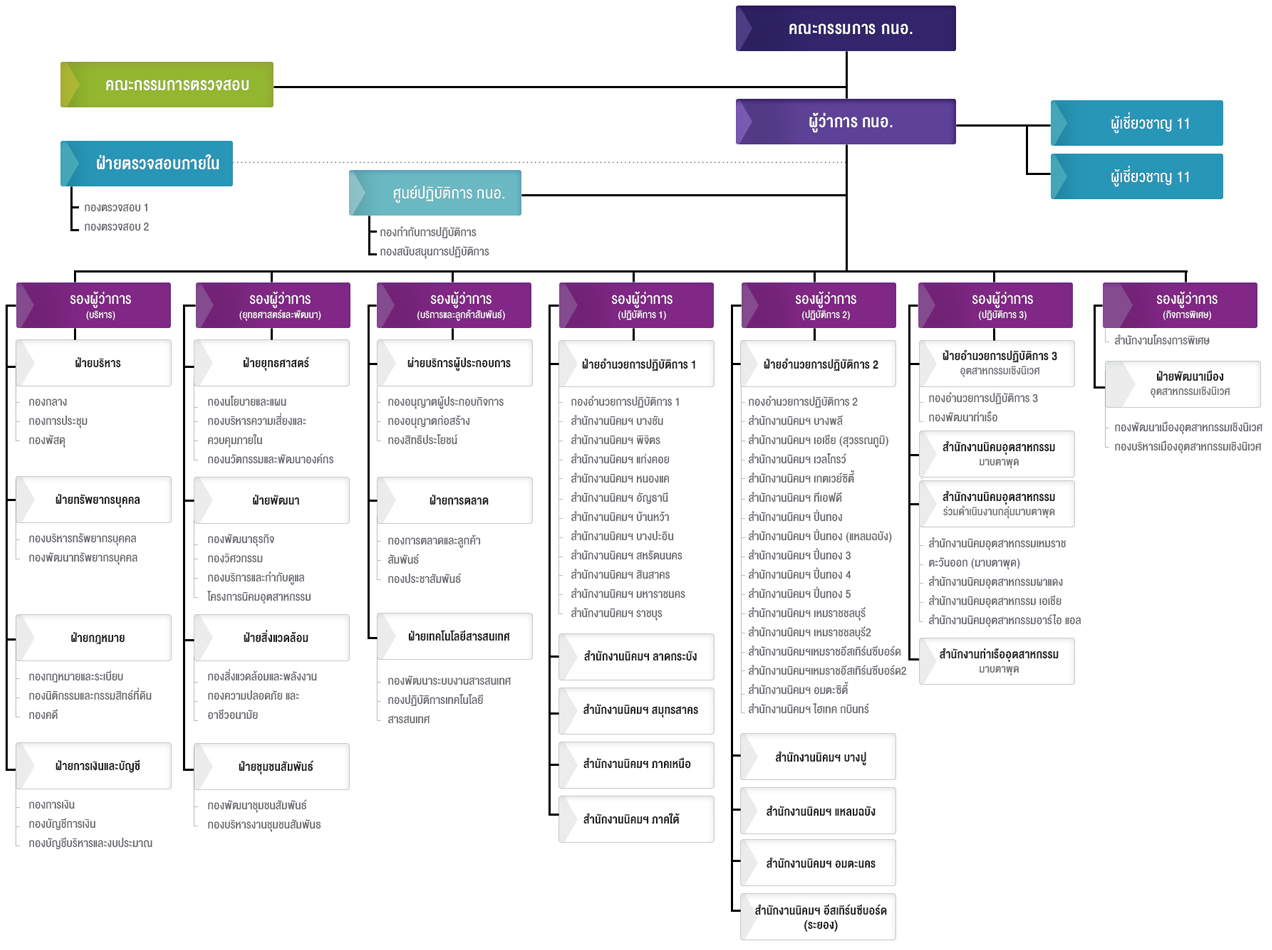 คณะกรรมการ กนอ.
คณะกรรมการตรวจสอบ
ผู้ว่าการ กนอ.
ผู้เชี่ยวชาญ 11
ผู้เชี่ยวชาญ 11
ฝ่ายตรวจสอบภายใน
กองตรวจสอบ 1
กองตรวจสอบ 2
ศูนย์ปฏิบัติการ กนอ.
กองกำกับการปฏิบัติการ
กองสนับสนุนการปฏิบัติการ
รองผู้ว่าการ
(บริหาร)
ฝ่ายบริหาร
กองกลาง
กองการประชุม
กองพัสดุ
ฝ่ายทรัพยากรบุคคล
กองบริหารทรัพยากรบุคคล
กองพัฒนาทรัพยากรบุคคล
ฝ่ายกฎหมาย
กองกฎหมายและระเบียบ
กองนิติกรรมและกรรมสิทธ์ที่ดิน
กองคดี
ฝ่ายการเงินและบัญชี
กองการเงิน
กองบัญชีการเงิน
กองบัญชีบริหารและงบประมาณ
รองผู้ว่าการ
(ยุทธศาสตร์และพัฒนา)
ฝ่ายยุทธศาสตร์
กองนโยบายและแผน
กองบริหารความเสี่ยงและ
ควบคุมภายใน
กองนวัตกรรมและพัฒนาองค์กร
ฝ่ายพัฒนา
กองพัฒนาธุรกิจ
กองวิศวกรรม
กองบริการและกำกับดูแล
โครงการนิคมอุตสาหกรรม
ฝ่ายสิ่งแวดล้อม
กองสิ่งแวดล้อมและพลังงาน
กองความปลอดภัย และ
อาชีวอนามัย
ฝ่ายชุมชนสัมพันธ์
กองพัฒนาชุมชนสัมพันธ์
กองบริหารงานชุมชนสัมพันธ
รองผู้ว่าการ
(บริการและลูกค้าสัมพันธ์)
ผ่ายบริการผู้ประกอบการ
กองอนุญาตผู้ประกอบกิจการ
กองอนุญาตก่อสร้าง
กองสิทธิประโยชน์
ฝ่ายการตลาด
กองการตลาดและลูกค้า
สัมพันธ์
กองประชาสัมพันธ์
ฝ่ายเทคโนโลยีสารสนเทศ
กองพัฒนาระบบงานสารสนเทศ
กองปฏิบัติการเทคโนโลยี
สารสนเทศ
รองผู้ว่าการ
(ปฏิบัติการ 1)
ฝ่ายอำนวยการปฏิบัติการ 1
กองอำนวยการปฏิบัติการ 1
สำนักงานนิคมฯ บางชัน
สำนักงานนิคมฯ พิจิตร
สำนักงานนิคมฯ แก่งคอย
สำนักงานนิคมฯ หนองแค
สำนักงานนิคมฯ อัญธานี
สำนักงานนิคมฯ บ้านหว้า
สำนักงานนิคมฯ บางปะอิน
สำนักงานนิคมฯ สหรัตนนคร
สำนักงานนิคมฯ สินสาคร
สำนักงานนิคมฯ มหาราชนคร
สำนักงานนิคมฯ ราชบุร
สำนักงานนิคมฯ ลาดกระบัง
สำนักงานนิคมฯ สมุทรสาคร
สำนักงานนิคมฯ ภาคเหนือ
สำนักงานนิคมฯ ภาคใต้
รองผู้ว่าการ
(ปฏิบัติการ 2)
ฝ่ายอำนวยการปฏิบัติการ 2
กองอำนวยการปฏิบัติการ 2
สำนักงานนิคมฯ บางพลี
สำนักงานนิคมฯ เอเชีย (สุวรรณภูมิ)
สำนักงานนิคมฯ เวลโกรว์
สำนักงานนิคมฯ เกตเวย์ซิตี้
สำนักงานนิคมฯ ทีเอฟดี
สำนักงานนิคมฯ ปิ่นทอง
สำนักงานนิคมฯ ปิ่นทอง (แหลมฉบัง)
สำนักงานนิคมฯ ปิ่นทอง 3
สำนักงานนิคมฯ ปิ่นทอง 4
สำนักงานนิคมฯ ปิ่นทอง 5
สำนักงานนิคมฯ เหมราชชลบุรี
สำนักงานนิคมฯ เหมราชชลบุรี2
สำนักงานนิคมฯเหมราชอีสเทิร์นซีบอร์ด
สำนักงานนิคมฯเหมราชอีสเทิร์นซีบอร์ด2
สำนักงานนิคมฯ อมตะซิตี้
สำนักงานนิคมฯ ไฮเทค กบินทร์
สำนักงานนิคมฯ บางปู
สำนักงานนิคมฯ แหลมฉบัง
สำนักงานนิคมฯ อมตะนคร
สำนักงานนิคมฯ อีสเทิร์นซีบอร์ด
(ระยอง)
รองผู้ว่าการ
(ปฏิบัติการ 3)
ฝ่ายอำนวยการปฏิบัติการ 3
อุตสาหกรรมเชิงนิเวศ
กองอำนวยการปฏิบัติการ 3
กองพัฒนาท่าเรือ
สำนักงานนิคมอุตสาหกรรม
มาบตาพุด
สำนักงานนิคมอุตสาหกรรม
ร่วมดำเนินงานกลุ่มมาบตาพุด
สำนักงานนิคมอุตสาหกรรมเหมราช
ตะวันออก (มาบตาพุด)
สำนักงานนิคมอุตสาหกรรมผาแดง
สำนักงานนิคมอุตสาหกรรม เอเชีย
สำนักงานนิคมอุตสาหกรรมอาร์ไอ แอล
สำนักงานท่าเรืออุตสาหกรรม
มาบตาพุด
รองผู้ว่าการ
(กิจการพิเศษ)
สำนักงานโครงการพิเศษ
ฝ่ายพัฒนาเมือง
อุตสาหกรรมเชิงนิเวศ
กองพัฒนาเมืองอุตสาหกรรมเชิงนิเวศ
กองบริหารเมืองอุตสาหกรรมเชิงนิเวศ